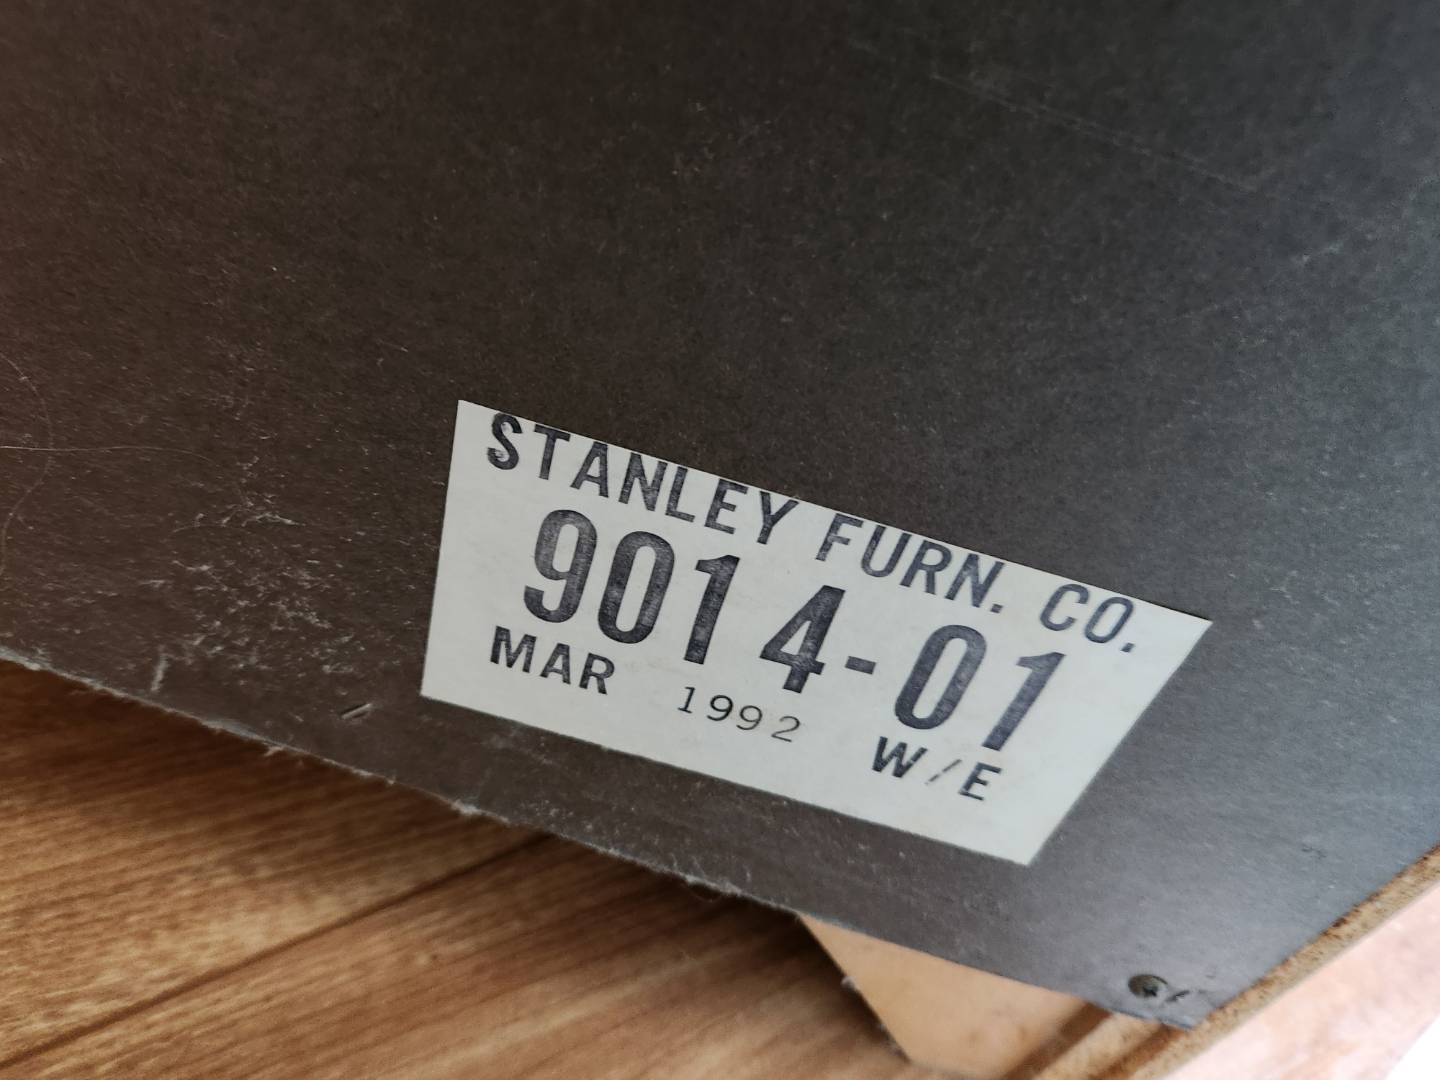 STANLEY FURN. CO.
9014-01
MAR 1992 W/E